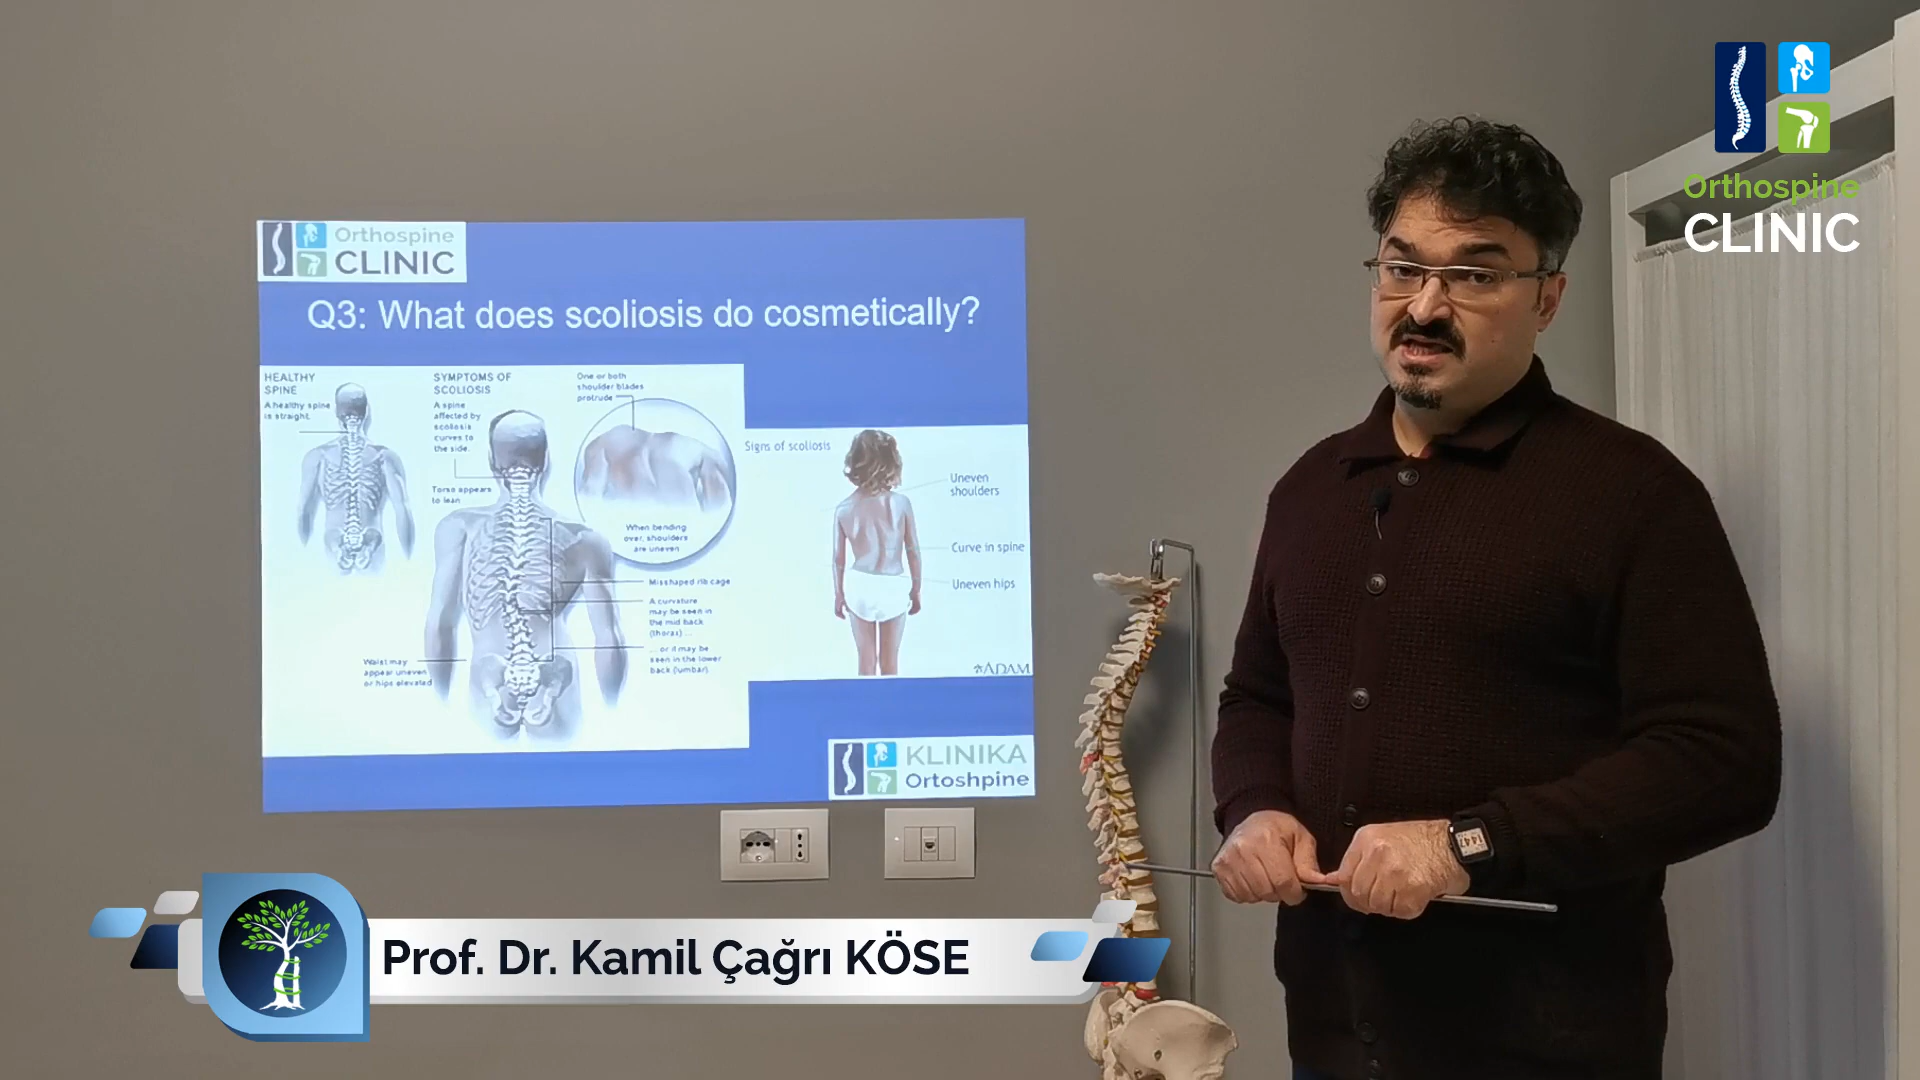 Orthospine
CLINIC
Orthospine
CLINIC
Q3: What does scoliosis do cosmetically?
HEALTHY
SPINE
A healthy spine
is straight.
SYMPTOMS OF
SCOLIOSIS
A spine
affected by
scoliosis
curves to
the side.
Torso appears
to lean
One or both
shoulder blades
protrude
When bending
over, shoulders
are uneven
Misshaped rib cage
A curvature
may be seen in
the mid back
(thorax) ...
... or it may be
seen in the lower
back (lumbar)
Waist may
appear uneven
or hips elevated
Signs of scoliosis
Uneven
shoulders
Curve in spine
Uneven hips
ADAM
KLINIKA
Ortoshpine
Prof. Dr. Kamil Çağrı KÖSE